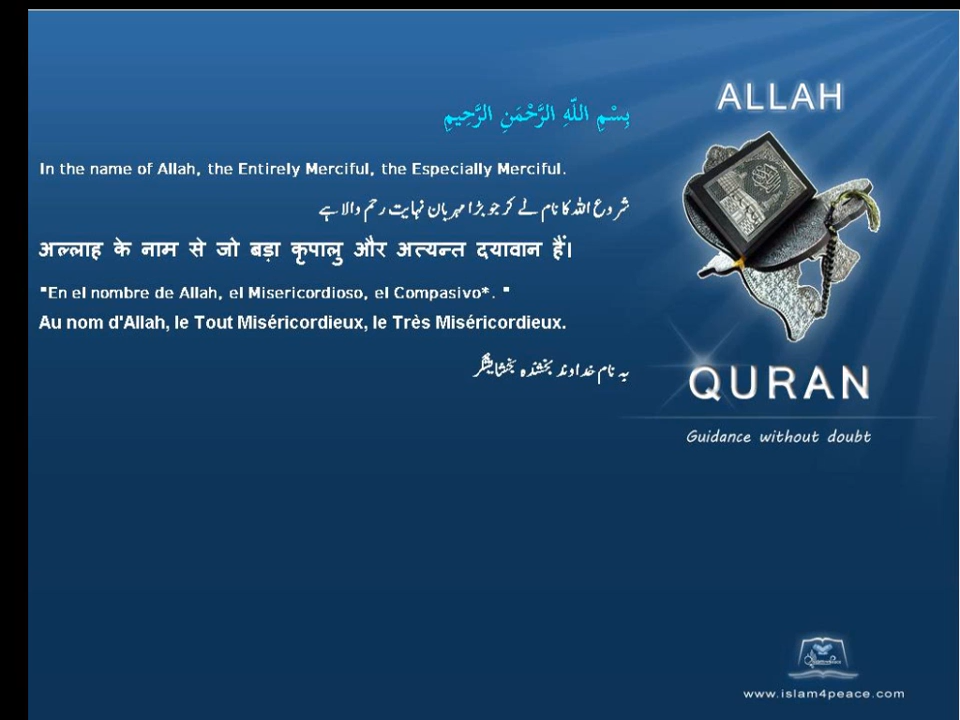 بِسْمِ اللّهِ الرَّحْمَنِ الرَّحِيمِ
In the name of Allah, the Entirely Merciful, the Especially Merciful.
شروع اللہ کا نام لے کر جو بڑا مہربان نہایت رحم والا ہے
अल्लाह के नाम से जो बड़ा कृपालु और अत्यन्त दयावान हैं।
"En el nombre de Allah, el Misericordioso, el Compasivo*. "
Au nom d'Allah, le Tout Miséricordieux, le Très Miséricordieux.
به نام خداوند بخشنده بخشایشگر
ALLAH
QURAN
Guidance without doubt
www.islam4peace.com